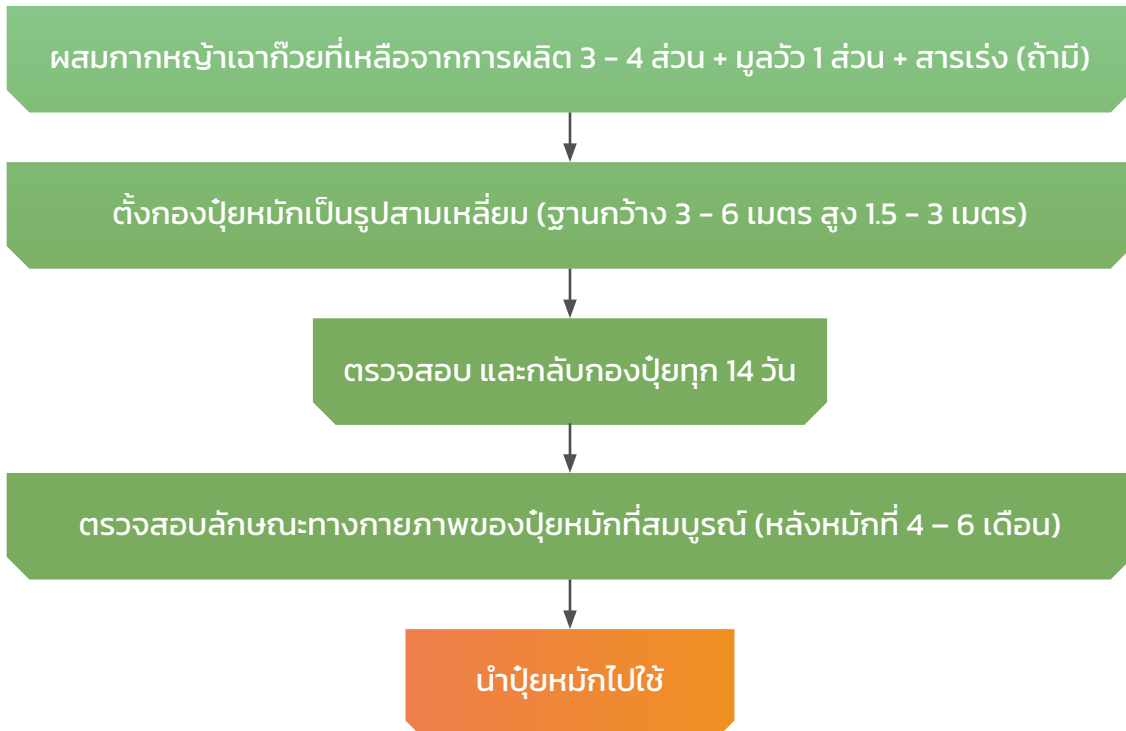 ผสมกากหญ้าเฉาก๊วยที่เหลือจากการผลิต 3 - 4 ส่วน + มูลวัว 1 ส่วน + สารเร่ง (ถ้ามี)
ตั้งกองปุ๋ยหมักเป็นรูปสามเหลี่ยม (ฐานกว้าง 3 - 6 เมตร สูง 1.5 - 3 เมตร)
ตรวจสอบ และกลับกองปุ๋ยทุก 14 วัน
ตรวจสอบลักษณะทางกายภาพของปุ๋ยหมักที่สมบูรณ์ (หลังหมักที่ 4 – 6 เดือน)
นำปุ๋ยหมักไปใช้